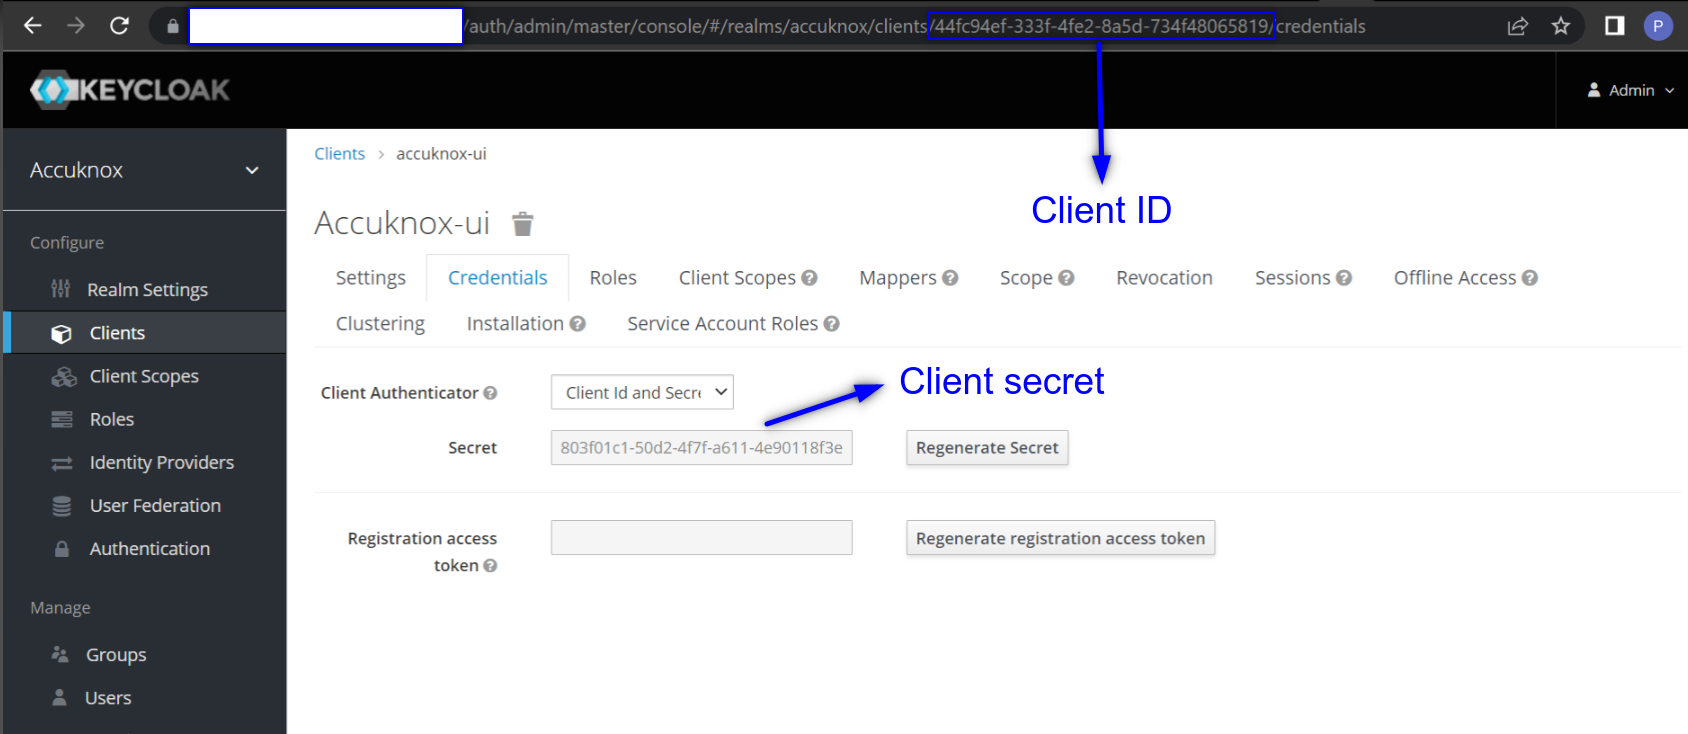 /auth/admin/master/console/#/realms/accuknox/clients/44fc94ef-333f-4fe2-8a5d-734f48065819/credentials
P
KEYCLOAK
Admin
Accuknox
Clients > accuknox-ui
Client ID
Accuknox-ui
Configure
Realm Settings
Clients
Client Scopes
Roles
Identity Providers
User Federation
Authentication
Manage
Groups
Users
Settings Credentials Roles Client Scopes ? Mappers ? Scope ? Revocation Sessions ? Offline Access ?
Clustering Installation ? Service Account Roles ?
Client secret
Client Authenticator ? Client Id and Secre
Secret 803f01c1-50d2-4f7f-a611-4e90118f3e Regenerate Secret
Registration access
token ?
Regenerate registration access token